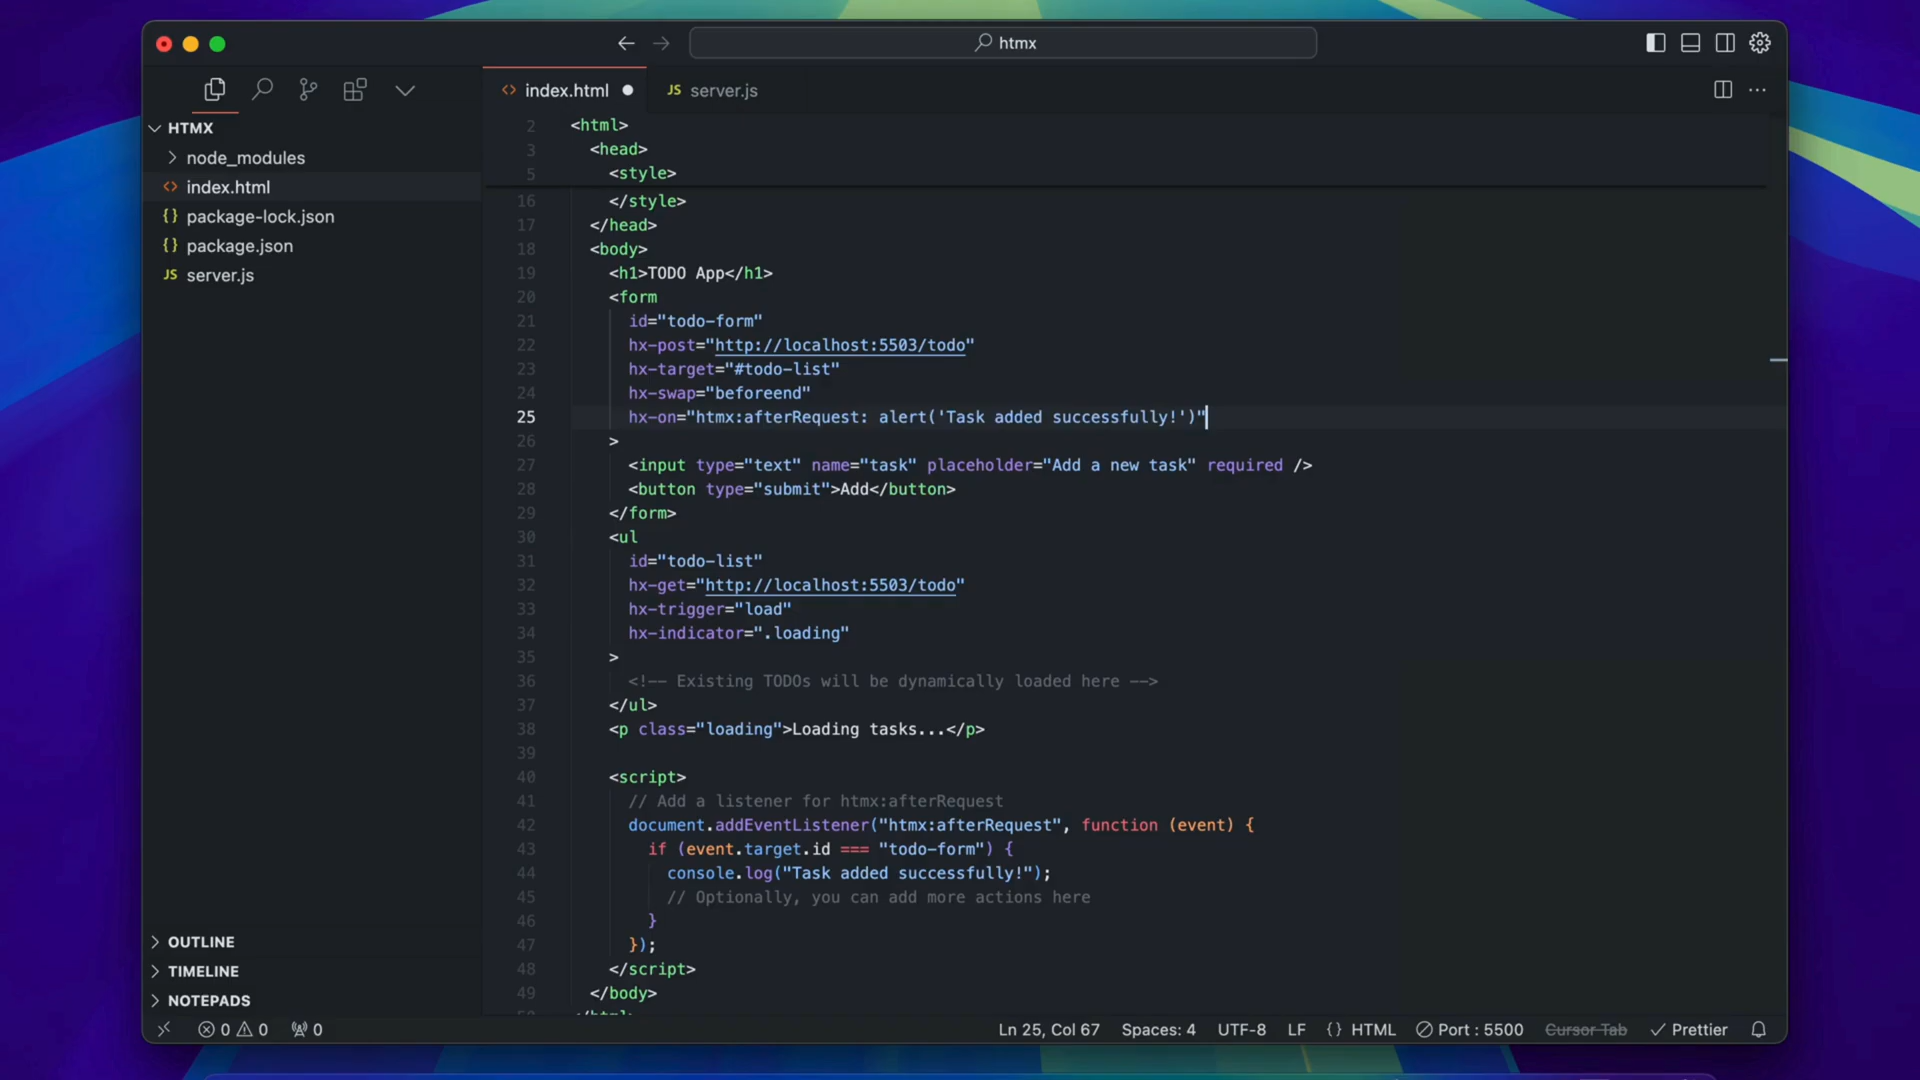 htmx
index.html
JS server.js
HTMX
node_modules
index.html
{} package-lock.json
{} package.json
JS server.js
OUTLINE
TIMELINE
NOTEPADS
2 <html>
3 <head>
5 <style>
16 </style>
17 </head>
18 <body>
19 <h1>TODO App</h1>
20 <form
21 id="todo-form"
22 hx-post="http://localhost:5503/todo"
23 hx-target="#todo-list"
24 hx-swap="beforeend"
25 hx-on="htmx:afterRequest: alert('Task added successfully!')"
26 >
27 <input type="text" name="task" placeholder="Add a new task" required />
28 <button type="submit">Add</button>
29 </form>
30 <ul
31 id="todo-list"
32 hx-get="http://localhost:5503/todo"
33 hx-trigger="load"
34 hx-indicator=".loading"
35 >
36 <!-- Existing TODOs will be dynamically loaded here -->
37 </ul>
38 <p class="loading">Loading tasks...</p>
39
40 <script>
41 // Add a listener for htmx:afterRequest
42 document.addEventListener("htmx:afterRequest", function (event) {
43 if (event.target.id === "todo-form") {
44 console.log("Task added successfully!");
45 // Optionally, you can add more actions here
46 }
47 });
48 </script>
49 </body>
0 0 0
Ln 25, Col 67 Spaces: 4 UTF-8 LF {} HTML Port : 5500 Cursor Tab Prettier